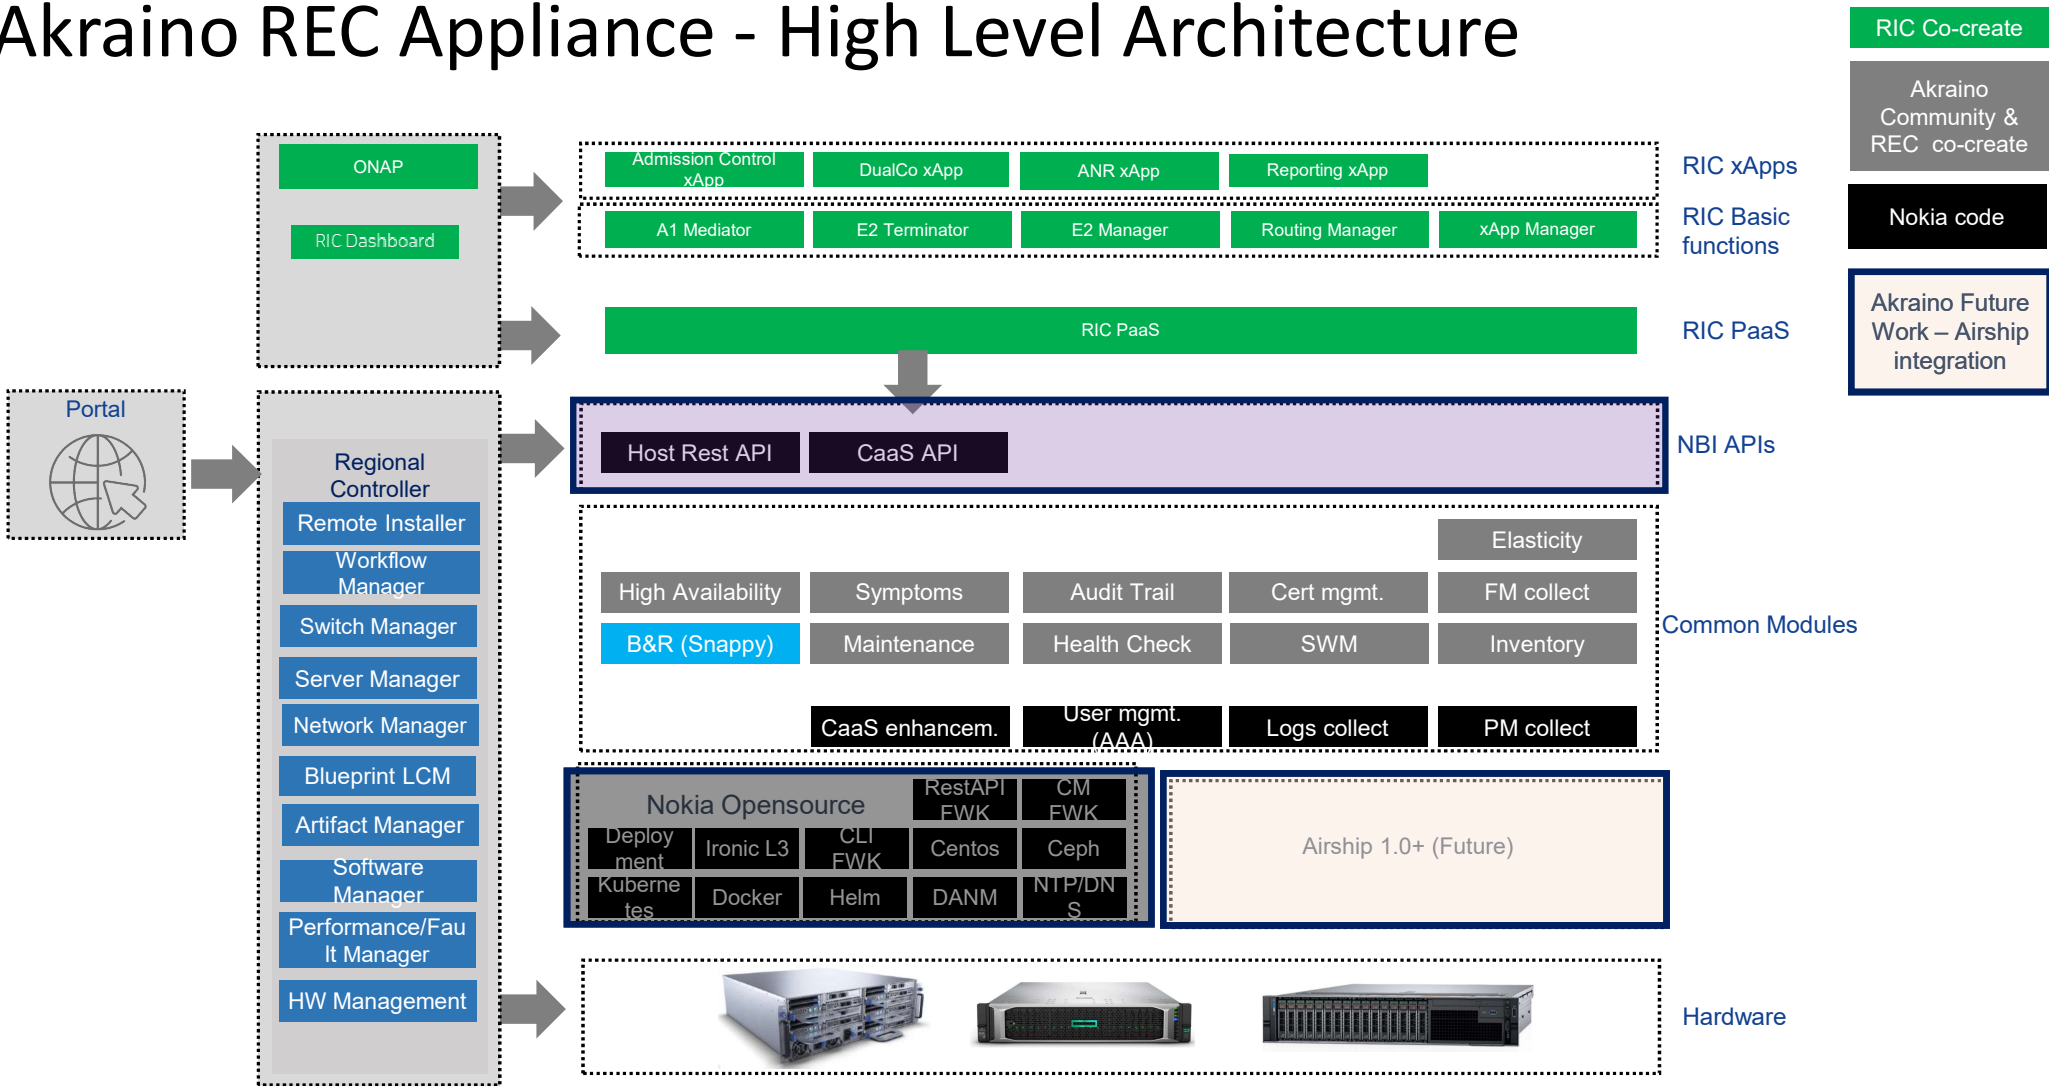 Akraino REC Appliance - High Level Architecture
RIC Co-create
Akraino
Community &
REC co-create
Nokia code
Akraino Future
Work – Airship
integration
ONAP
RIC Dashboard
Admission Control
xApp
DualCo xApp
ANR xApp
Reporting xApp
RIC xApps
A1 Mediator
E2 Terminator
E2 Manager
Routing Manager
xApp Manager
RIC Basic
functions
RIC PaaS
RIC PaaS
Portal
Regional
Controller
Remote Installer
Workflow
Manager
Switch Manager
Server Manager
Network Manager
Blueprint LCM
Artifact Manager
Software
Manager
Performance/Fau
lt Manager
HW Management
Host Rest API
CaaS API
NBI APIs
Elasticity
High Availability
Symptoms
Audit Trail
Cert mgmt.
FM collect
B&R (Snappy)
Maintenance
Health Check
SWM
Inventory
Common Modules
CaaS enhancem.
User mgmt.
(AAA)
Logs collect
PM collect
Nokia Opensource
RestAPI
FWK
CM
FWK
Deploy
ment
Ironic L3
CLI
FWK
Centos
Ceph
Kuberne
tes
Docker
Helm
DANM
NTP/DN
S
Airship 1.0+ (Future)
Hardware